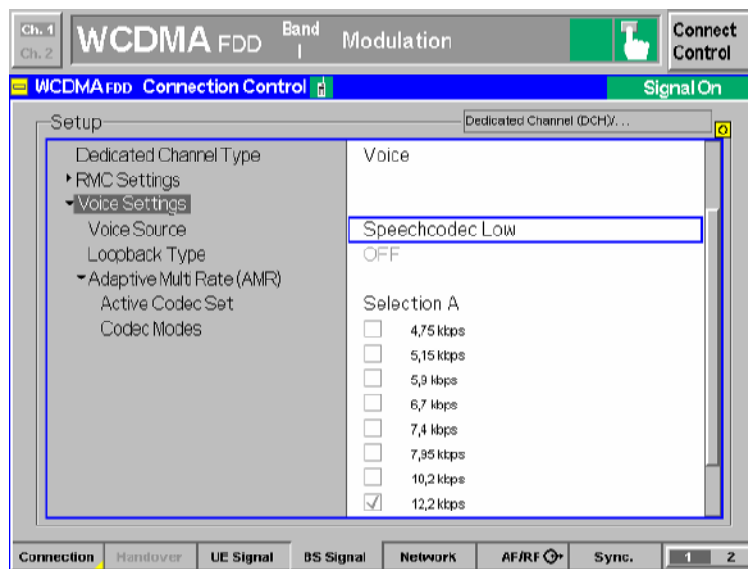 Ch. 1
Ch. 2
WCDMA FDD Band I Modulation
Connect Control
WCDMA FDD Connection Control
Signal On
Setup
Dedicated Channel (DCH)/...
Dedicated Channel Type Voice
RMC Settings
Voice Settings
Voice Source Speechcodec Low
Loopback Type OFF
Adaptive Multi Rate (AMR)
Active Codec Set Selection A
Codec Modes
4,75 kbps
5,15 kbps
5,9 kbps
6,7 kbps
7,4 kbps
7,95 kbps
10,2 kbps
12,2 kbps
Connection Handover UE Signal BS Signal Network AF/RF Sync. 1 2